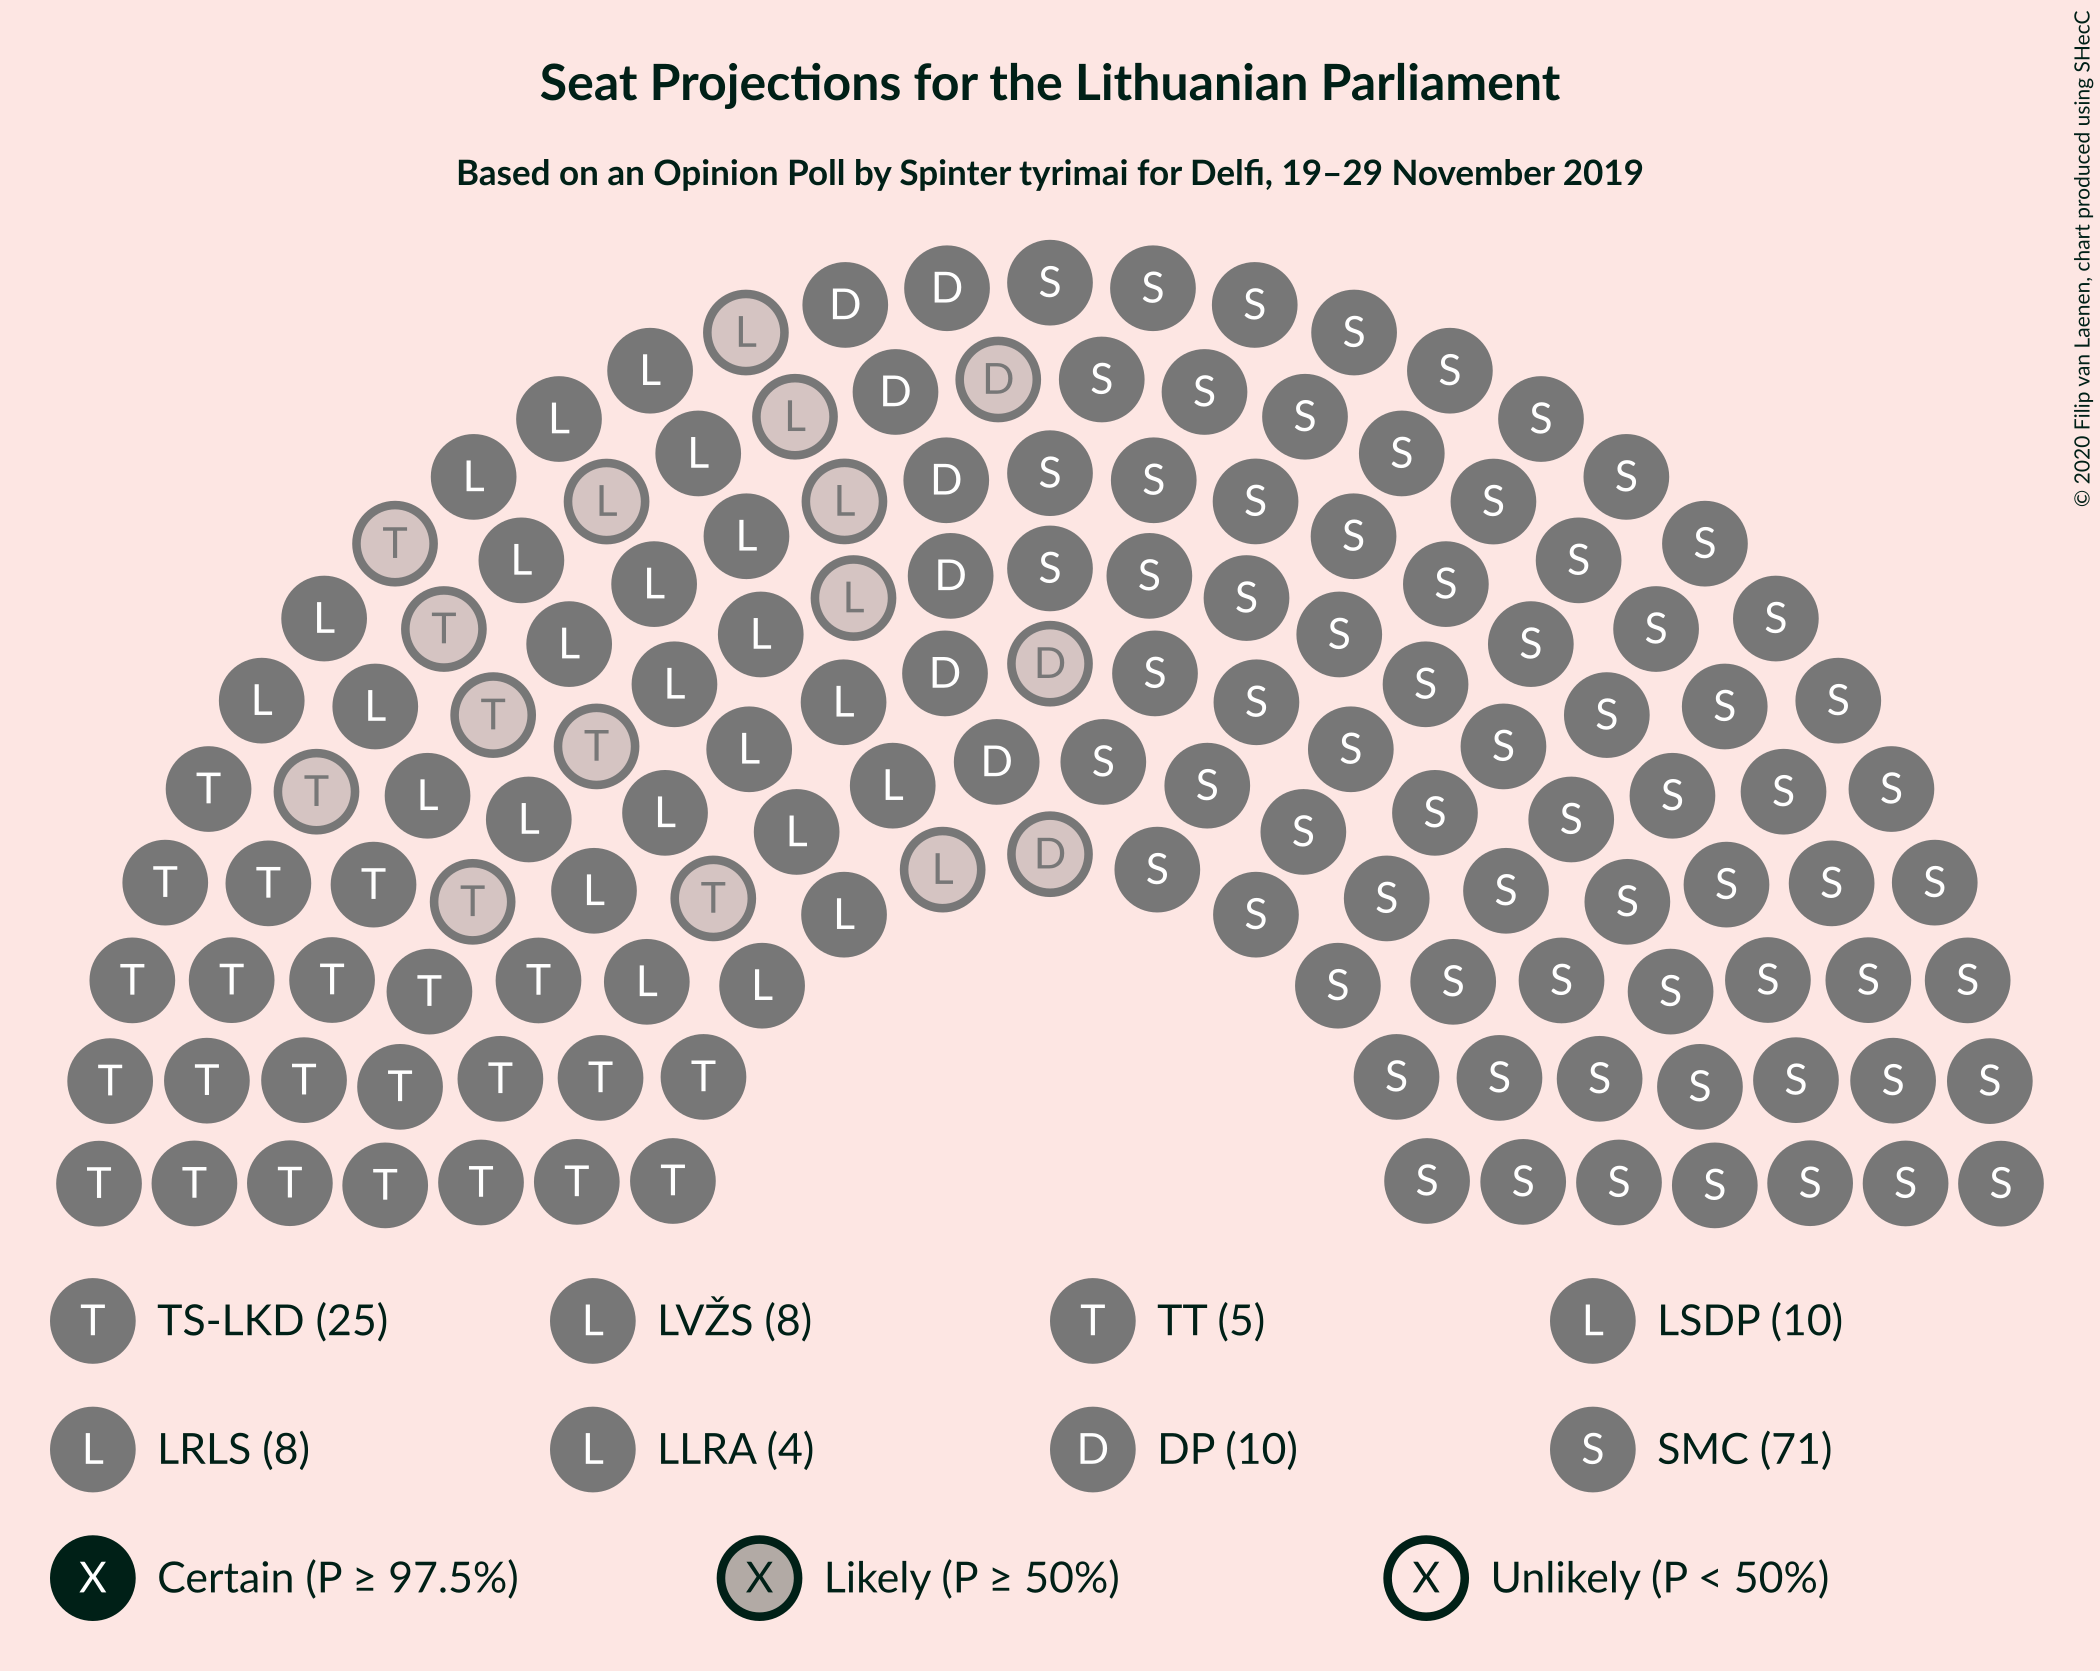 Seat Projections for the Lithuanian Parliament
Based on an Opinion Poll by Spinter tyrimai for Delfi, 19–29 November 2019
© 2020 Filip van Laenen, chart produced using SHecC
D D S S S
L D D S S S
L L D S S S S
L L L D S S S S S
T L L L L D S S S S S S
L T L L L L D D S S S S S S S
L L T T L L L D S S S S S S S S
T T L L L L L L D S S S S S S S S S
T T T T L T L L D S S S S S S S S
T T T T T L L S S S S S S S
T T T T T T T S S S S S S S
T T T T T T T S S S S S S S
T TS-LKD (25) L LVŽS (8) T TT (5) L LSDP (10)
L LRLS (8) L LLRA (4) D DP (10) S SMC (71)
X Certain (P ≥ 97.5%) X Likely (P ≥ 50%) X Unlikely (P < 50%)